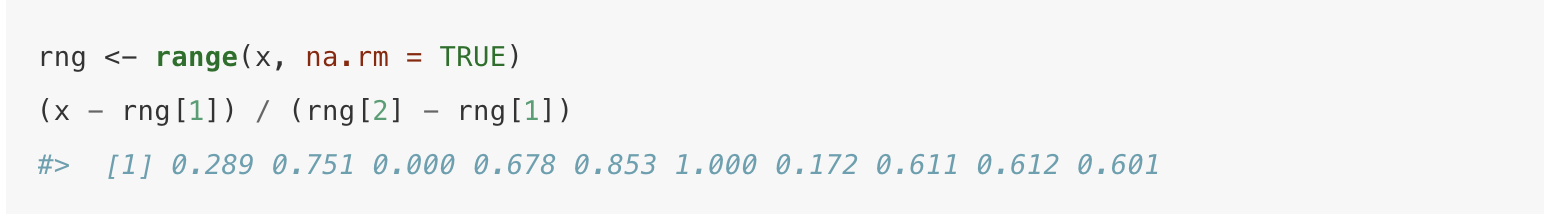 rng <- range(x, na.rm = TRUE)
(x - rng[1]) / (rng[2] - rng[1])
#>  [1] 0.289 0.751 0.000 0.678 0.853 1.000 0.172 0.611 0.612 0.601